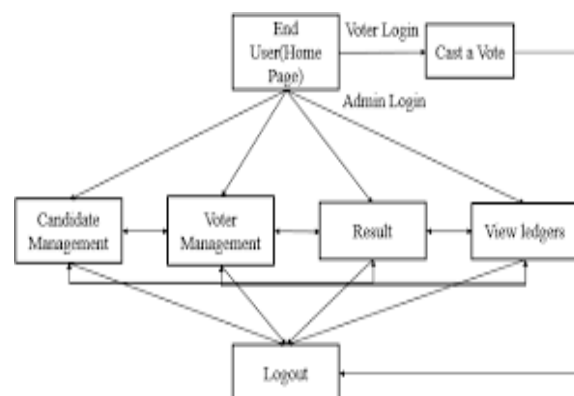 End
User(Home
Page)
Voter Login
Cast a Vote
Admin Login
Candidate
Management
Voter
Management
Result
View ledgers
Logout